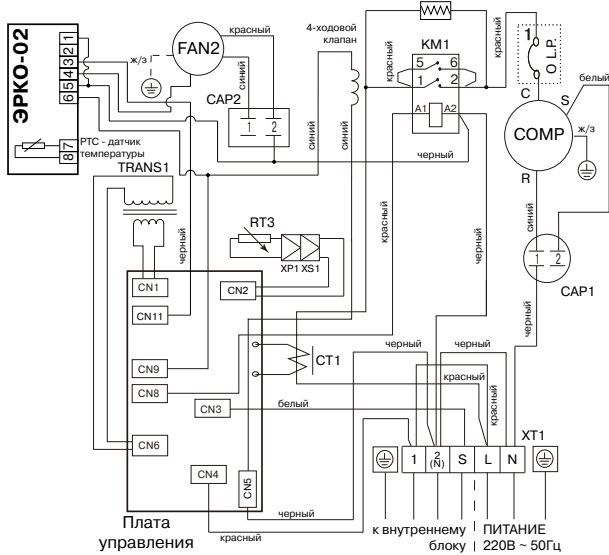 ЭРКО-02
1
3 2
4
5
6
8 7
PTC - датчик
температуры
ж/з
FAN2
красный
синий
CAP2
1 2
4-ходовой
клапан
синий
синий
красный
KM1
5 6
1 2
A1 A2
черный
красный
красный
1
O L.P.
C
S
белый
COMP
ж/з
R
синий
1 2
CAP1
черный
черный
TRANS1
черный
RT3
XP1 XS1
CN1
CN2
CN11
CN9
CN8
CN3
CN6
CN4
CN5
CT1
белый
черный
черный
красный
красный
XT1
1 2 (N) S L N
черный
красный
Плата
управления
к внутреннему
блоку
ПИТАНИЕ
220В ~ 50Гц